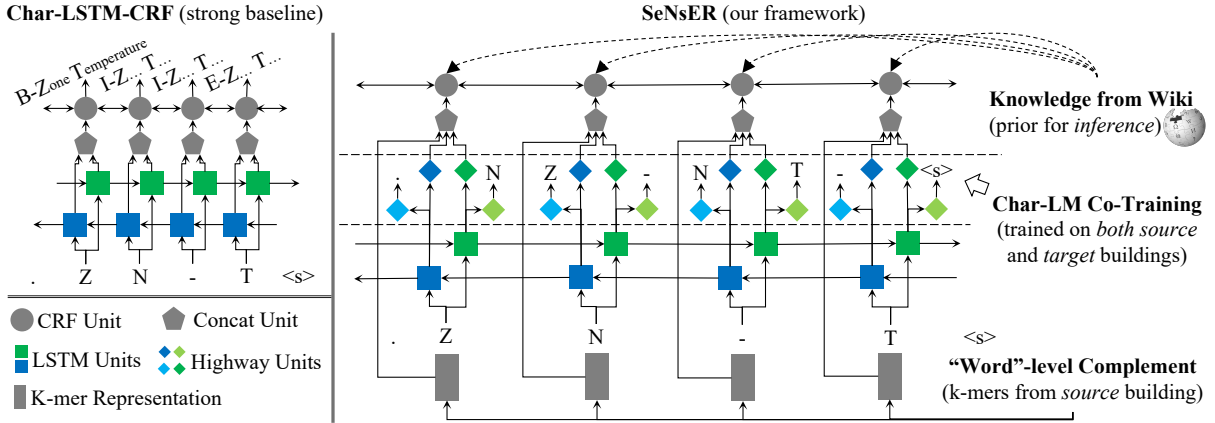 Char-LSTM-CRF (strong baseline)
B-Zone Temperature
I-Z... T...
I-Z... T...
E-Z... T...
. Z N - T <s>
CRF Unit
Concat Unit
LSTM Units
Highway Units
K-mer Representation
SeNsER (our framework)
Knowledge from Wiki
(prior for inference)
. N Z - N T - <s>
Char-LM Co-Training
(trained on both source
and target buildings)
. Z N - T <s>
“Word”-level Complement
(k-mers from source building)